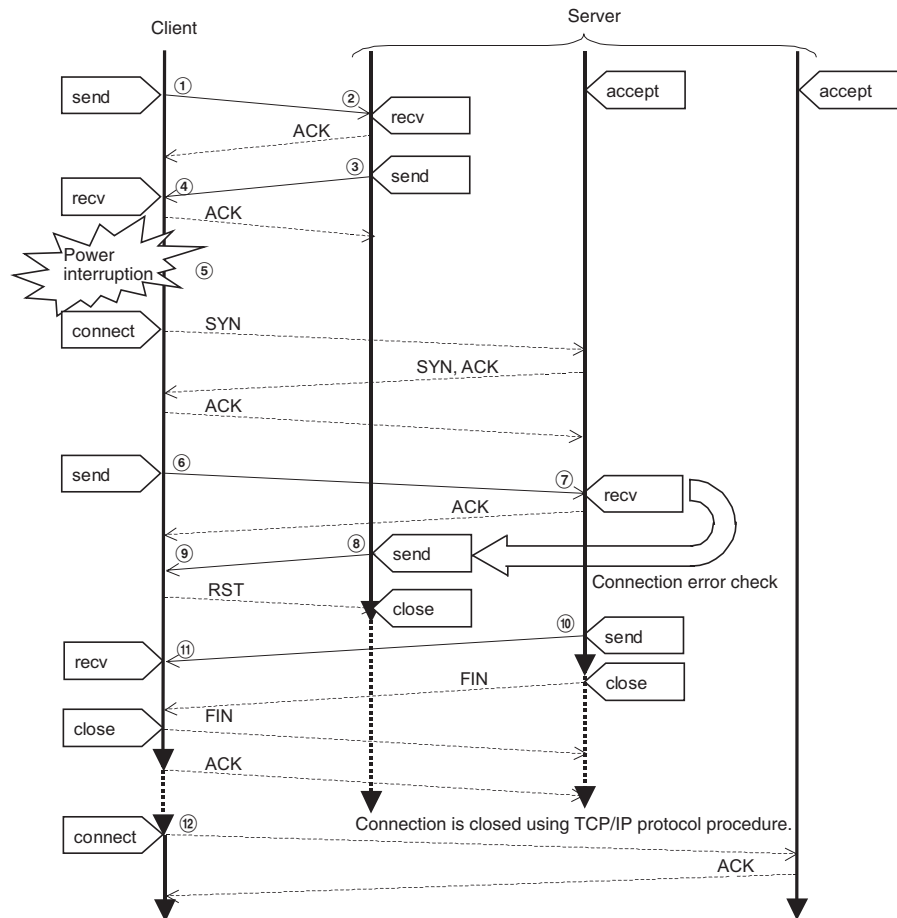 Server
Client
① ②
send accept accept
recv
ACK
③
④ send
recv
ACK
Power
interruption ⑤
connect SYN
SYN, ACK
ACK
⑥
send ⑦
recv
ACK
⑧
⑨ send
Connection error check
RST
close
⑩
send
⑪
recv
FIN
close
FIN
close
ACK
Connection is closed using TCP/IP protocol procedure.
connect ⑫
ACK